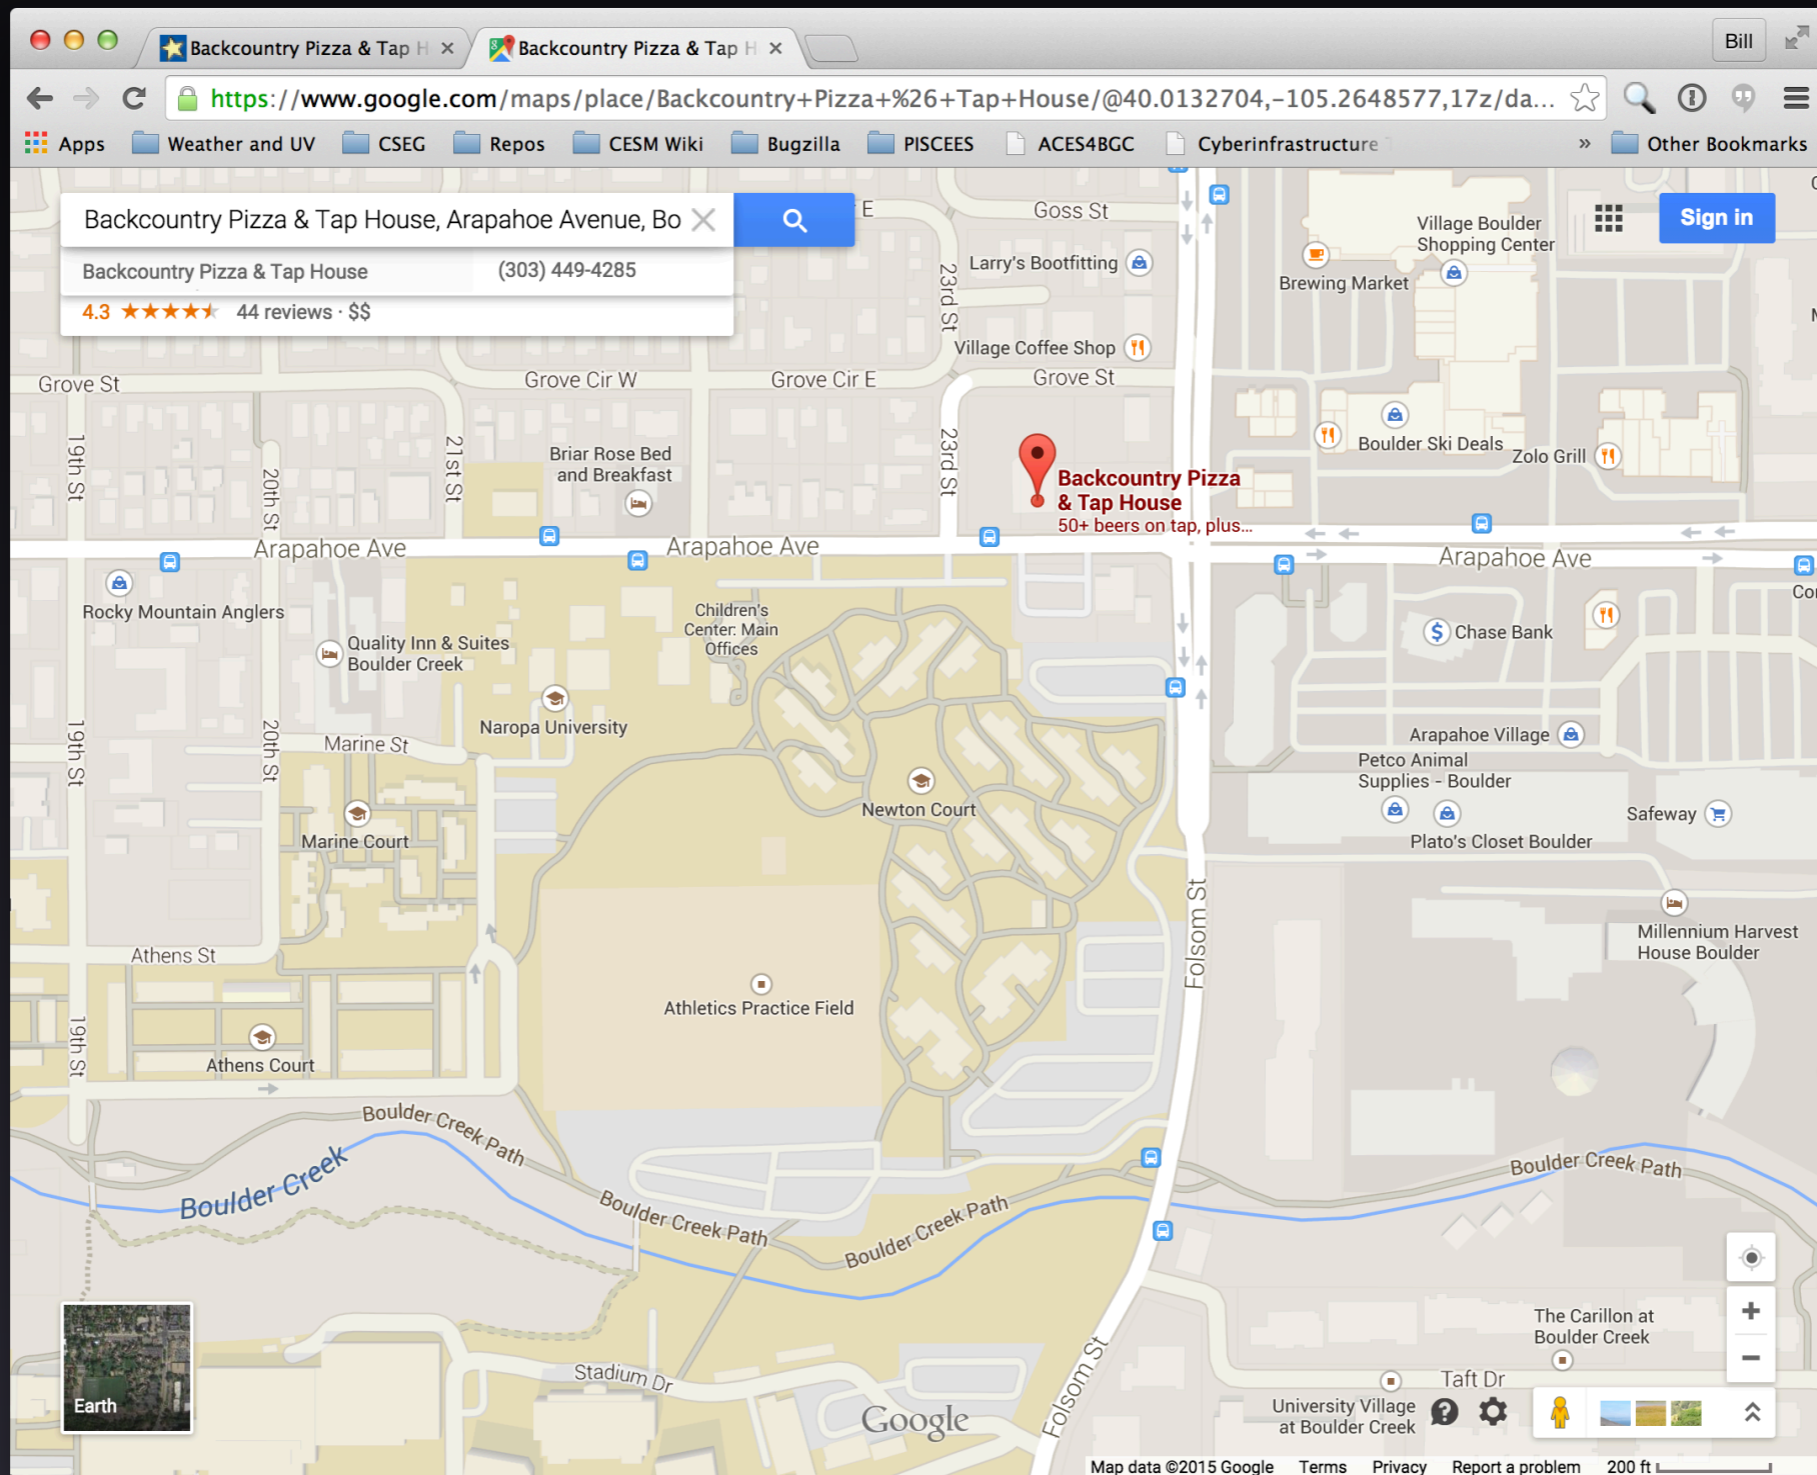 Backcountry Pizza & Tap H
Backcountry Pizza & Tap H
Bill
https://www.google.com/maps/place/Backcountry+Pizza+%26+Tap+House/@40.0132704,-105.2648577,17z/da...
Apps
Weather and UV
CSEG
Repos
CESM Wiki
Bugzilla
PISCEES
ACES4BGC
Cyberinfrastructure
»
Other Bookmarks
Backcountry Pizza & Tap House, Arapahoe Avenue, Bo
Backcountry Pizza & Tap House
(303) 449-4285
4.3
44 reviews · $$
Sign in
E
Goss St
Village Boulder
Shopping Center
Larry's Bootfitting
Brewing Market
23rd St
Village Coffee Shop
Grove St
Grove Cir W
Grove Cir E
Grove St
Boulder Ski Deals
Zolo Grill
19th St
20th St
21st St
Briar Rose Bed
and Breakfast
23rd St
Backcountry Pizza
& Tap House
50+ beers on tap, plus...
Arapahoe Ave
Arapahoe Ave
Arapahoe Ave
Co
Rocky Mountain Anglers
Children's
Center: Main
Offices
Chase Bank
Quality Inn & Suites
Boulder Creek
Naropa University
19th St
20th St
Marine St
Arapahoe Village
Petco Animal
Supplies - Boulder
Newton Court
Safeway
Marine Court
Plato's Closet Boulder
Folsom St
Millennium Harvest
House Boulder
Athens St
Athletics Practice Field
19th St
Athens Court
Boulder Creek Path
Boulder Creek
Boulder Creek Path
Boulder Creek Path
Boulder Creek Path
The Carillon at
Boulder Creek
Stadium Dr
Folsom St
Taft Dr
University Village
at Boulder Creek
Earth
Google
Map data ©2015 Google
Terms
Privacy
Report a problem
200 ft